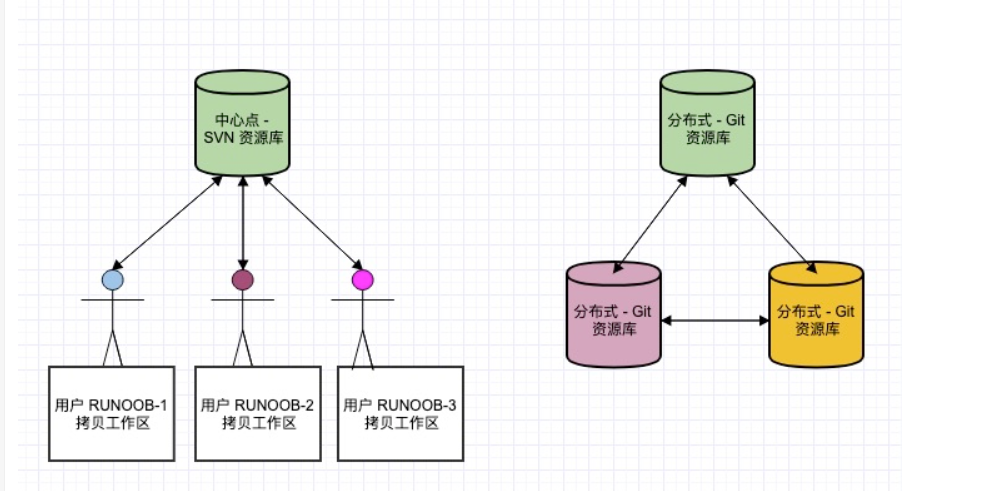 中心点 -
SVN 资源库
用户 RUNOOB-1
拷贝工作区
用户 RUNOOB-2
拷贝工作区
用户 RUNOOB-3
拷贝工作区
分布式 - Git
资源库
分布式 - Git
资源库
分布式 - Git
资源库